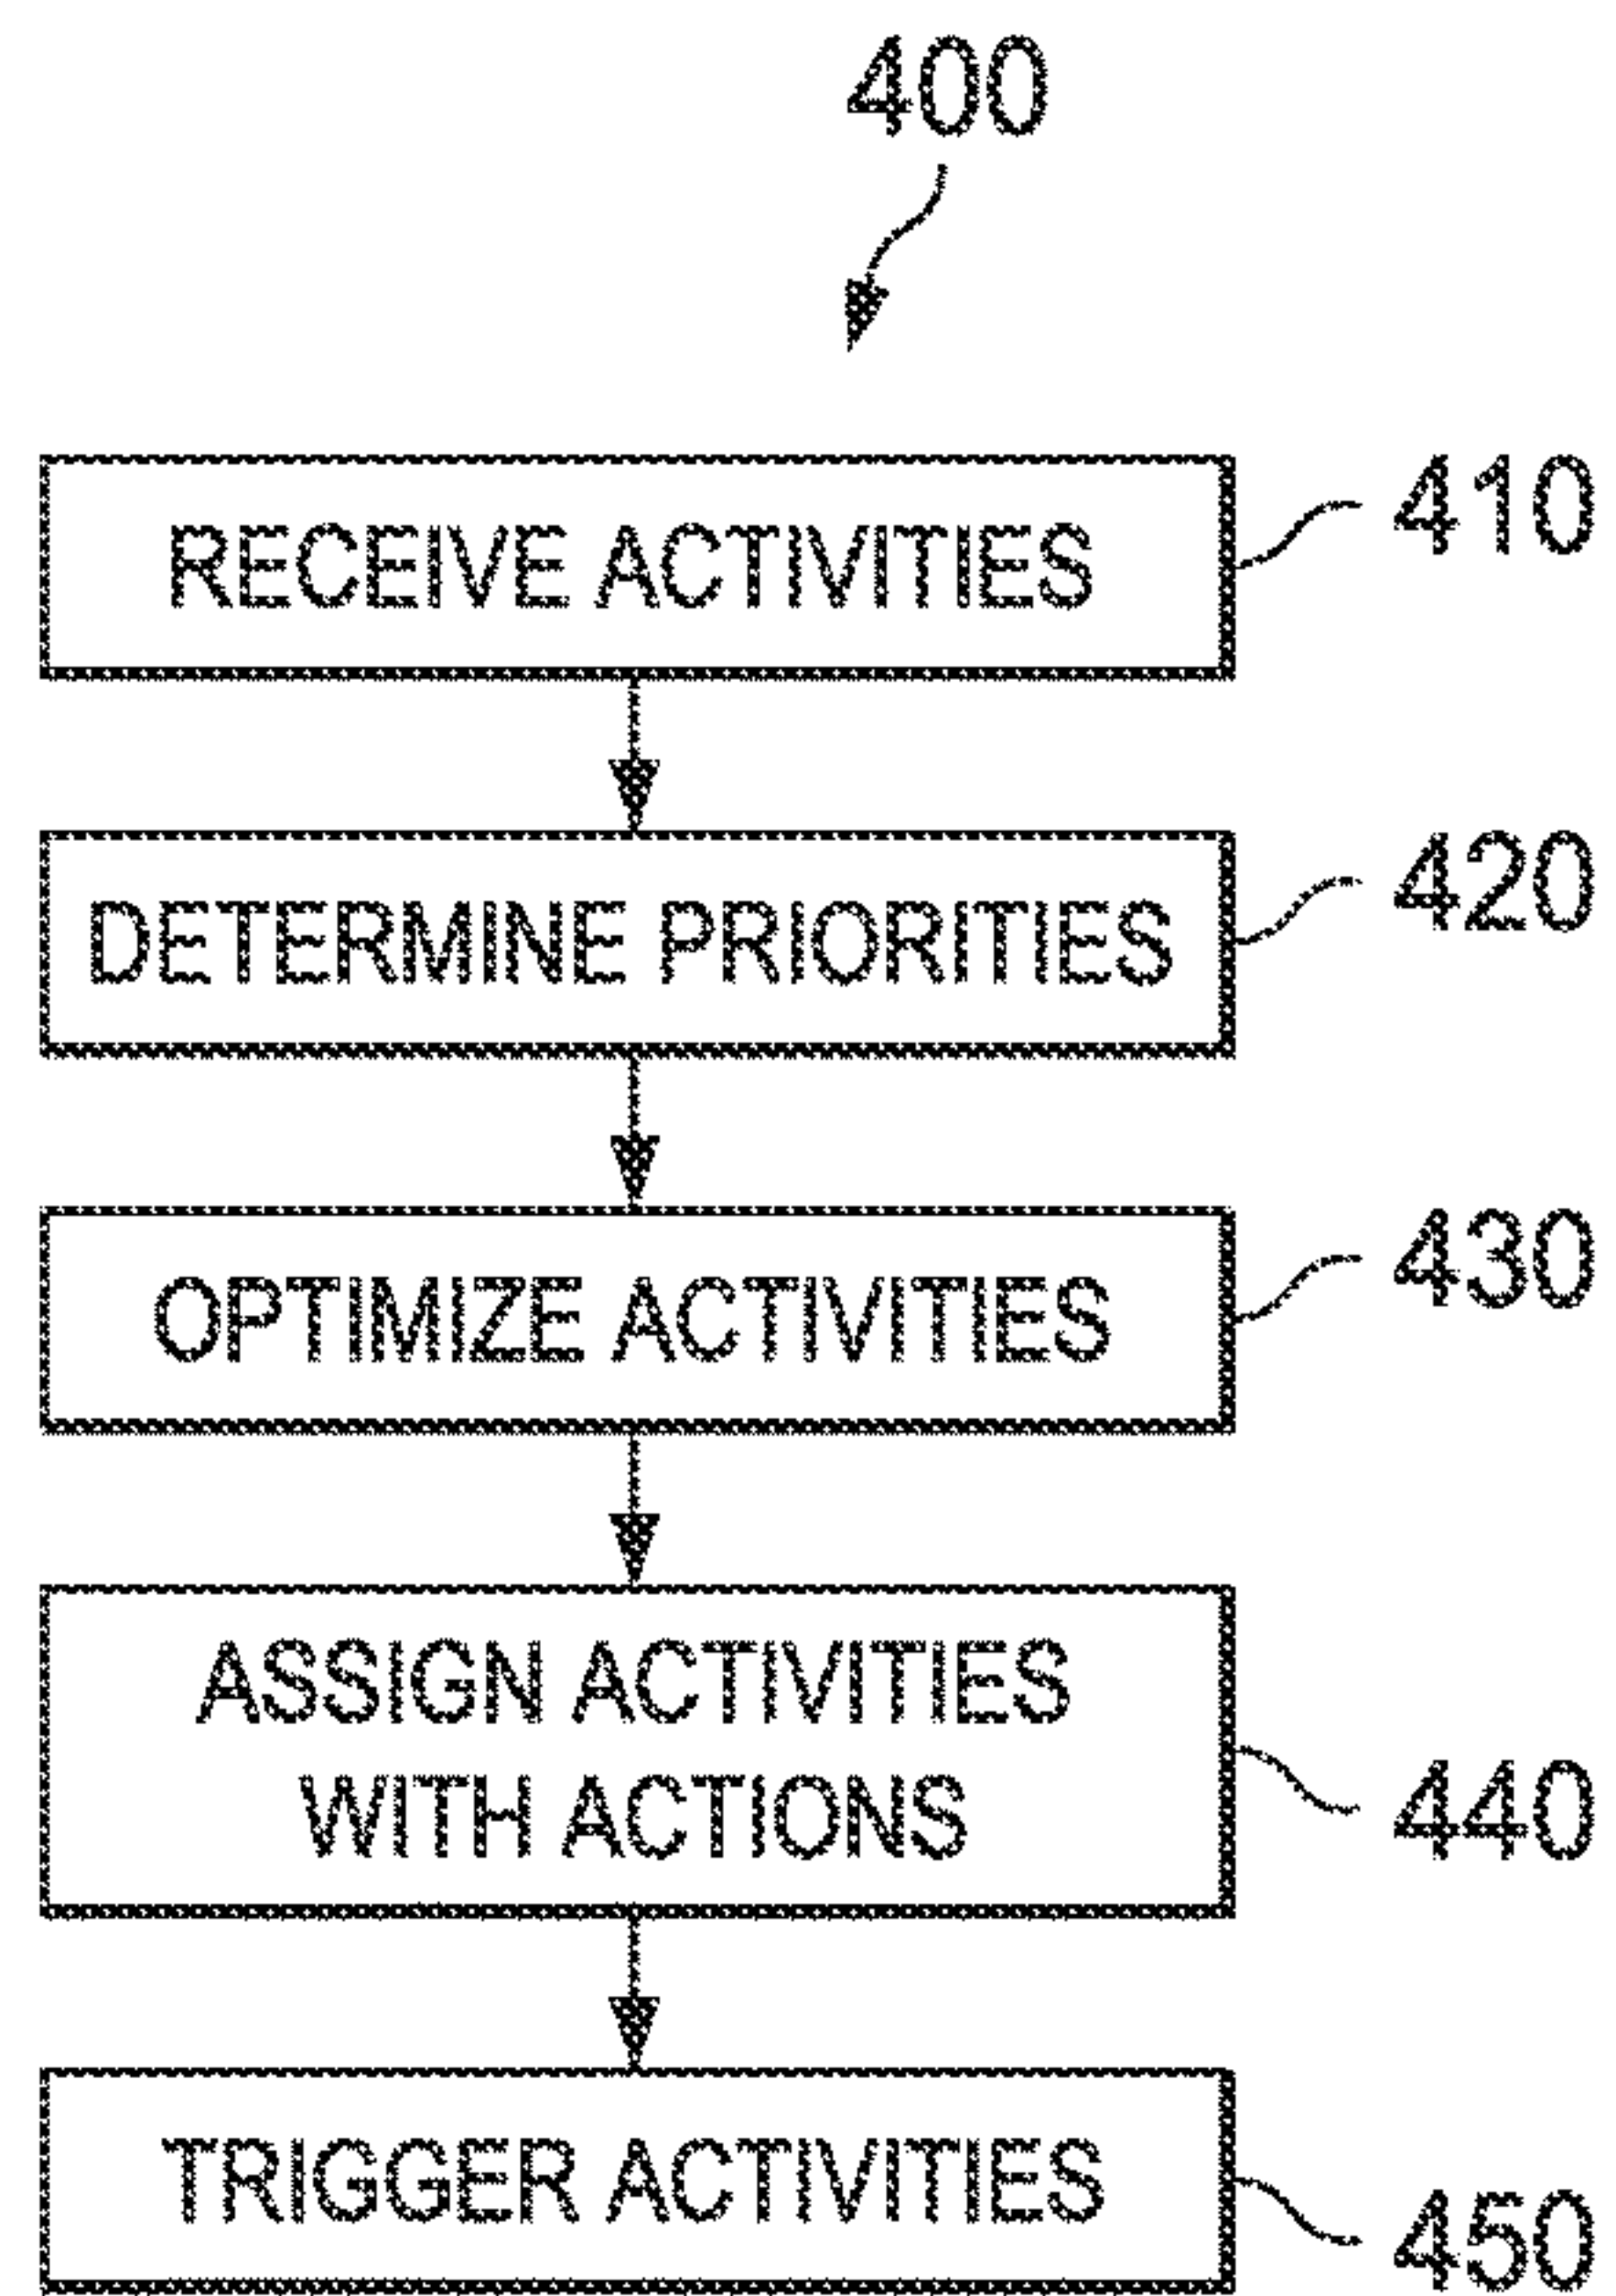 400
RECEIVE ACTIVITIES
410
DETERMINE PRIORITIES
420
OPTIMIZE ACTIVITIES
430
ASSIGN ACTIVITIES
WITH ACTIONS
440
TRIGGER ACTIVITIES
450